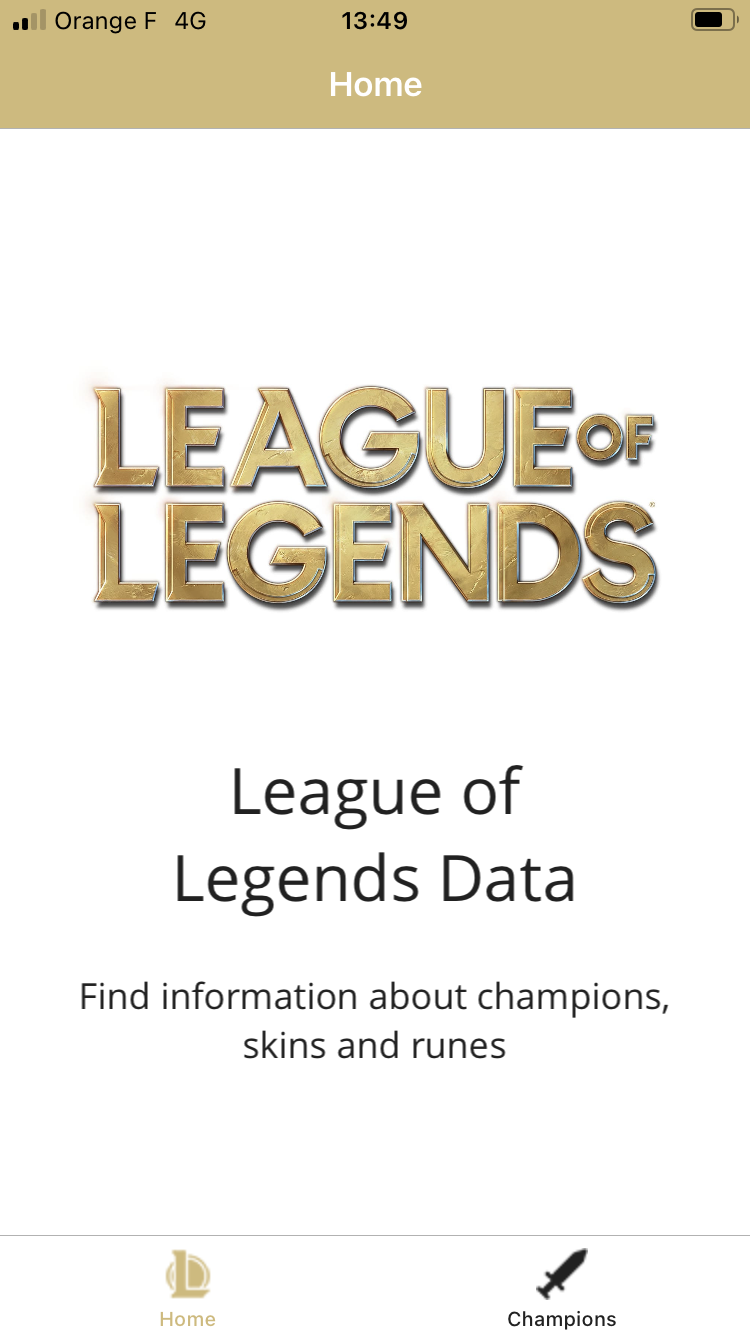 Orange F 4G 13:49
Home
LEAGUE OF
LEGENDS
League of
Legends Data
Find information about champions,
skins and runes
Home Champions